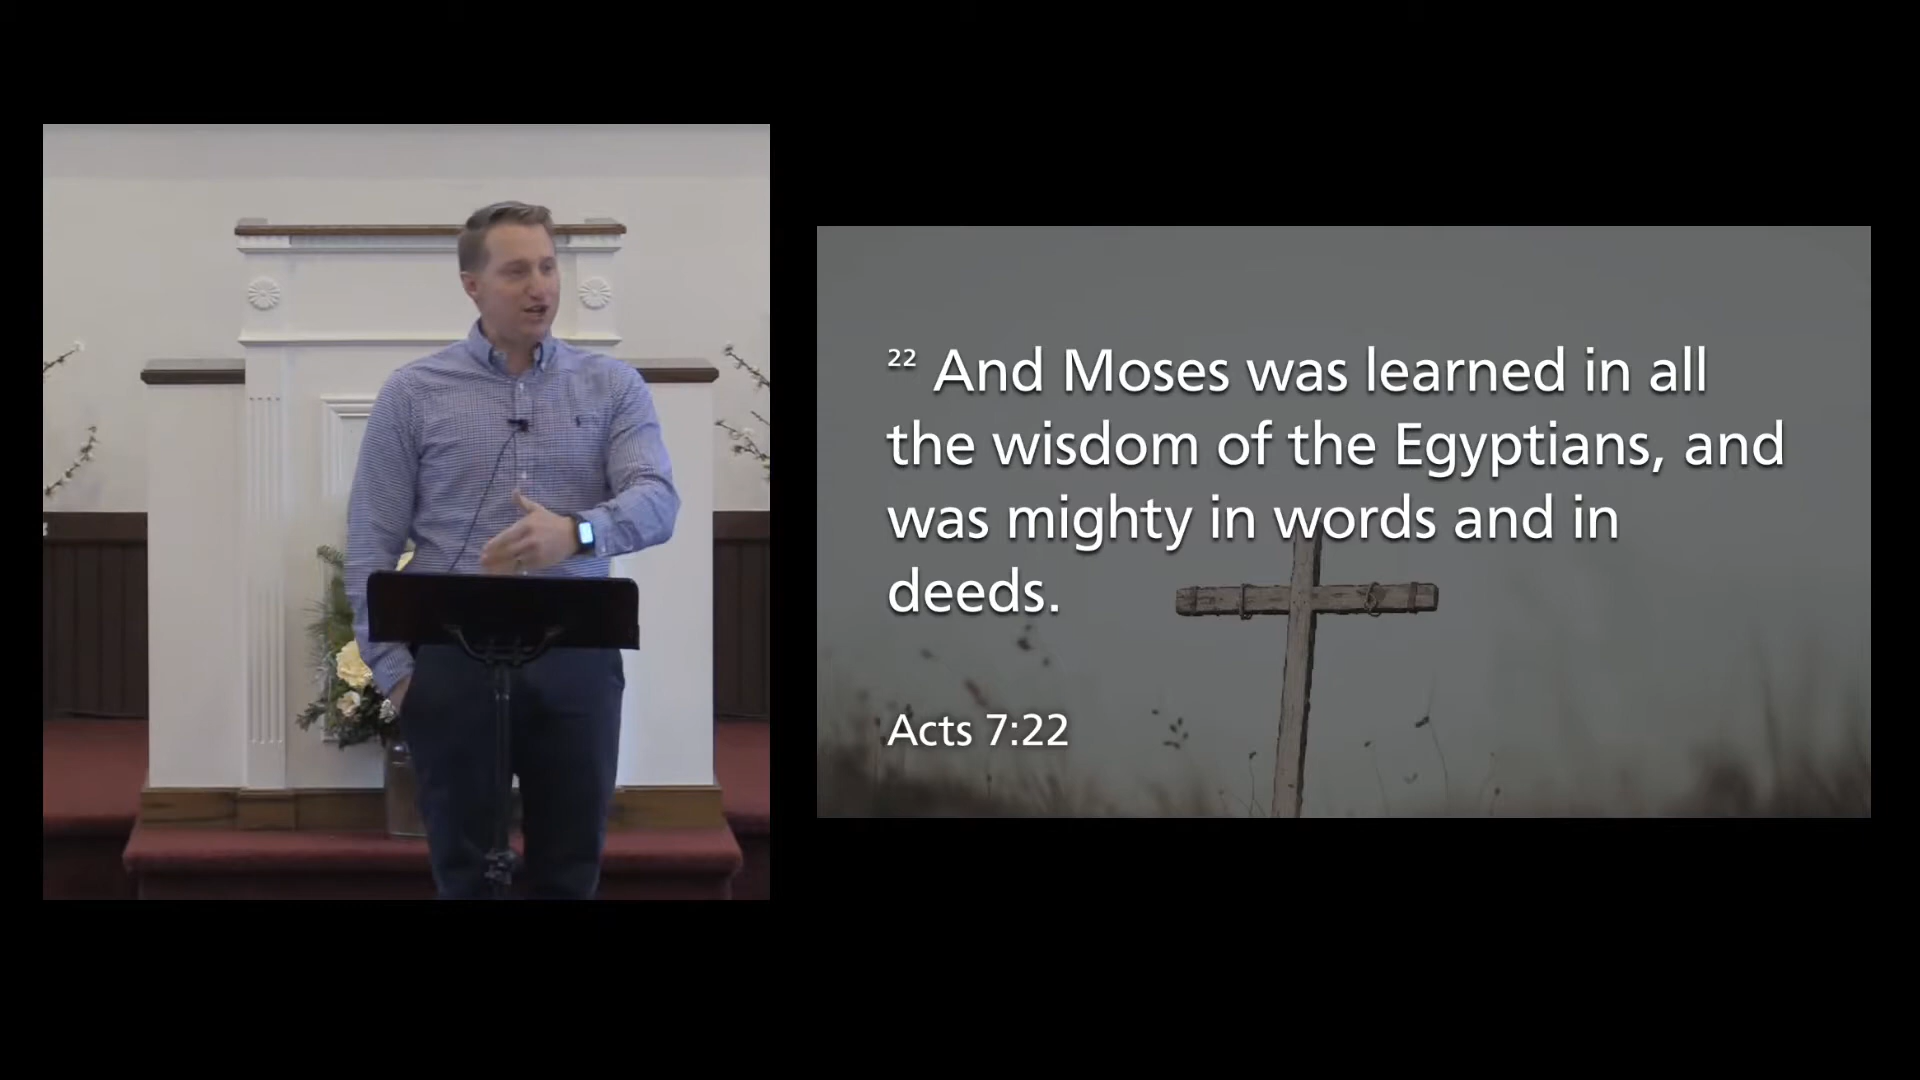 22 And Moses was learned in all
the wisdom of the Egyptians, and
was mighty in words and in
deeds.
Acts 7:22